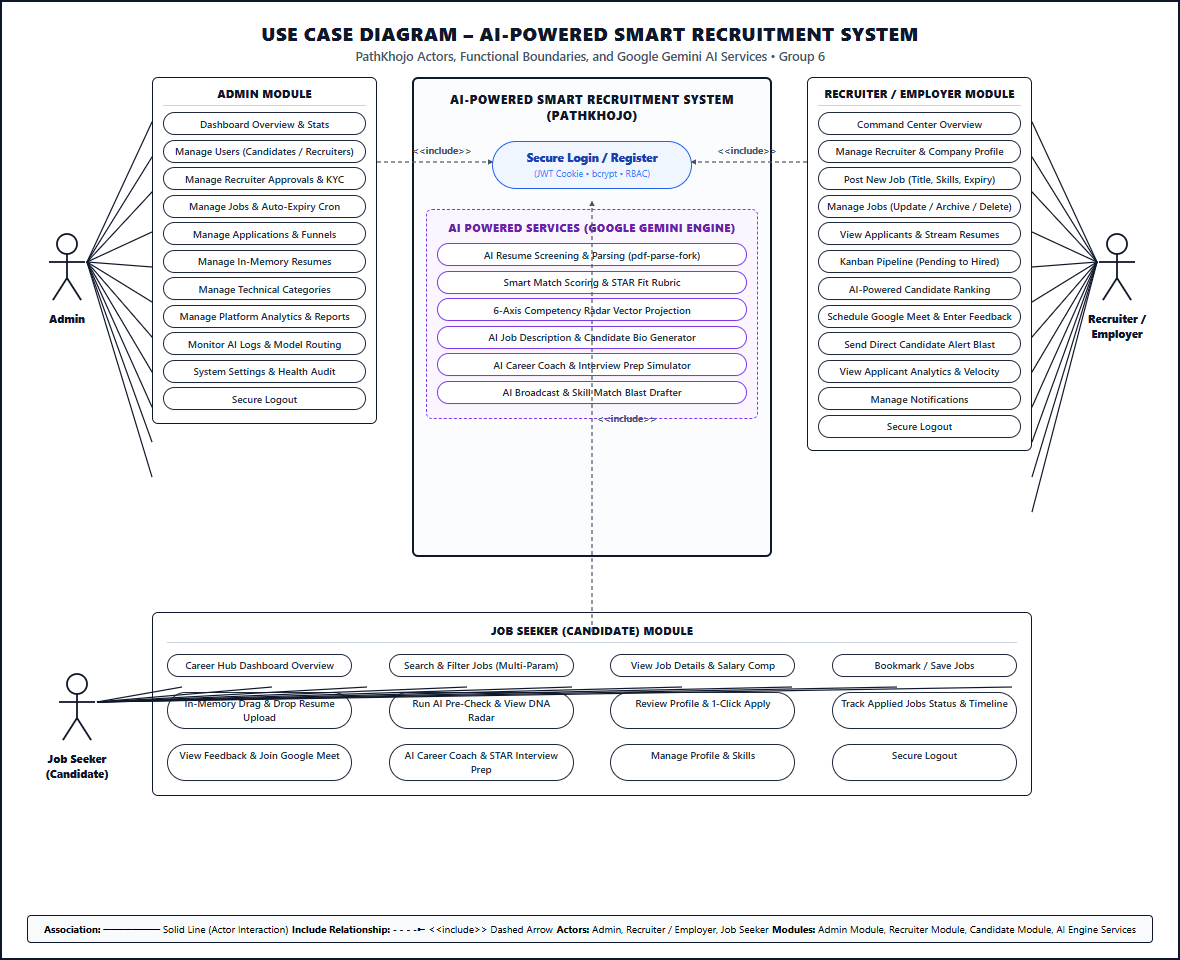 USE CASE DIAGRAM – AI-POWERED SMART RECRUITMENT SYSTEM
PathKhojo Actors, Functional Boundaries, and Google Gemini AI Services • Group 6
ADMIN MODULE
Dashboard Overview & Stats
Manage Users (Candidates / Recruiters)
Manage Recruiter Approvals & KYC
Manage Jobs & Auto-Expiry Cron
Manage Applications & Funnels
Manage In-Memory Resumes
Manage Technical Categories
Manage Platform Analytics & Reports
Monitor AI Logs & Model Routing
System Settings & Health Audit
Secure Logout
Admin
AI-POWERED SMART RECRUITMENT SYSTEM
(PATHKHOJO)
<<include>>
Secure Login / Register
(JWT Cookie • bcrypt • RBAC)
<<include>>
AI POWERED SERVICES (GOOGLE GEMINI ENGINE)
AI Resume Screening & Parsing (pdf-parse-fork)
Smart Match Scoring & STAR Fit Rubric
6-Axis Competency Radar Vector Projection
AI Job Description & Candidate Bio Generator
AI Career Coach & Interview Prep Simulator
AI Broadcast & Skill Match Blast Drafter
<<include>>
RECRUITER / EMPLOYER MODULE
Command Center Overview
Manage Recruiter & Company Profile
Post New Job (Title, Skills, Expiry)
Manage Jobs (Update / Archive / Delete)
View Applicants & Stream Resumes
Kanban Pipeline (Pending to Hired)
AI-Powered Candidate Ranking
Schedule Google Meet & Enter Feedback
Send Direct Candidate Alert Blast
View Applicant Analytics & Velocity
Manage Notifications
Secure Logout
Recruiter /
Employer
JOB SEEKER (CANDIDATE) MODULE
Career Hub Dashboard Overview
Search & Filter Jobs (Multi-Param)
View Job Details & Salary Comp
Bookmark / Save Jobs
In-Memory Drag & Drop Resume
Upload
Run AI Pre-Check & View DNA
Radar
Review Profile & 1-Click Apply
Track Applied Jobs Status & Timeline
View Feedback & Join Google Meet
AI Career Coach & STAR Interview
Prep
Manage Profile & Skills
Secure Logout
Job Seeker
(Candidate)
Association: Solid Line (Actor Interaction) Include Relationship: <<include>> Dashed Arrow Actors: Admin, Recruiter / Employer, Job Seeker Modules: Admin Module, Recruiter Module, Candidate Module, AI Engine Services